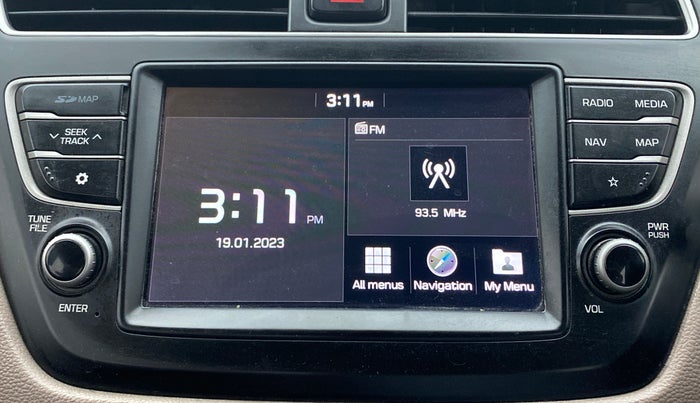 SD MAP
SEEK
TRACK
TUNE
FILE
ENTER
3:11 PM
3:11 PM
19.01.2023
FM
93.5 MHz
All menus Navigation My Menu
RADIO MEDIA
NAV MAP
PWR
PUSH
VOL